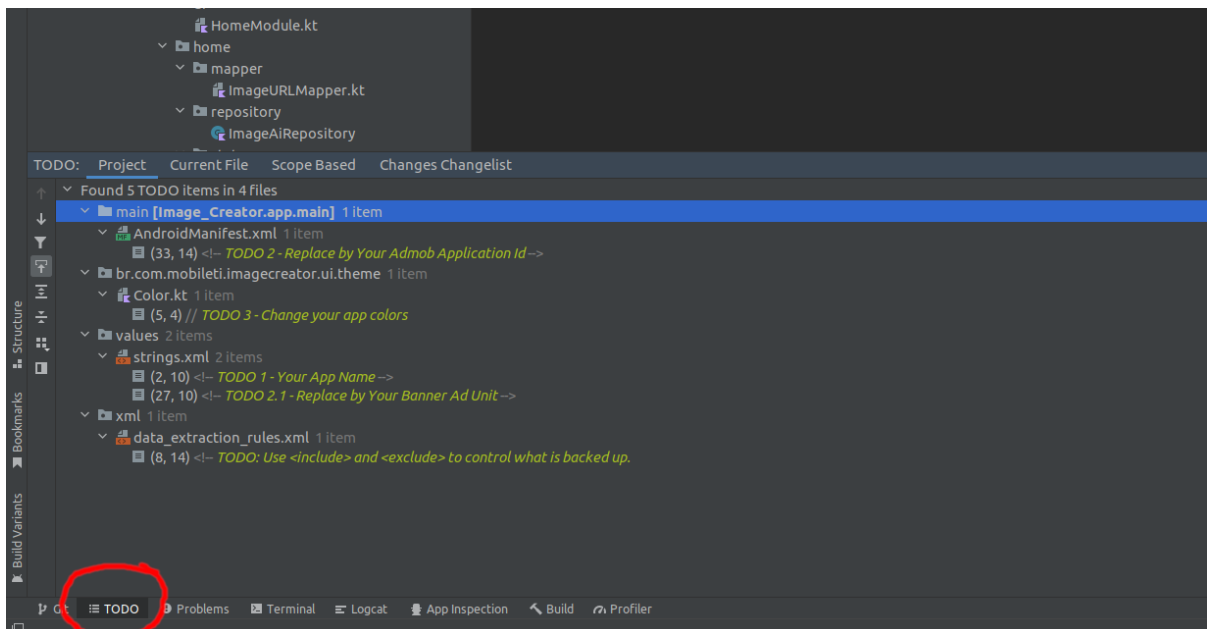 HomeModule.kt
home
mapper
ImageURLMapper.kt
repository
ImageAiRepository
TODO: Project Current File Scope Based Changes Changelist
Found 5 TODO items in 4 files
main [Image_Creator.app.main] 1 item
AndroidManifest.xml 1 item
(33, 14) <!-- TODO 2 - Replace by Your Admob Application Id -->
br.com.mobileti.imagecreator.ui.theme 1 item
Color.kt 1 item
(5, 4) // TODO 3 - Change your app colors
values 2 items
strings.xml 2 items
(2, 10) <!-- TODO 1 - Your App Name -->
(27, 10) <!-- TODO 2.1 - Replace by Your Banner Ad Unit -->
xml 1 item
data_extraction_rules.xml 1 item
(8, 14) <!-- TODO: Use <include> and <exclude> to control what is backed up.
Structure
Bookmarks
Build Variants
TODO Problems Terminal Logcat App Inspection Build Profiler